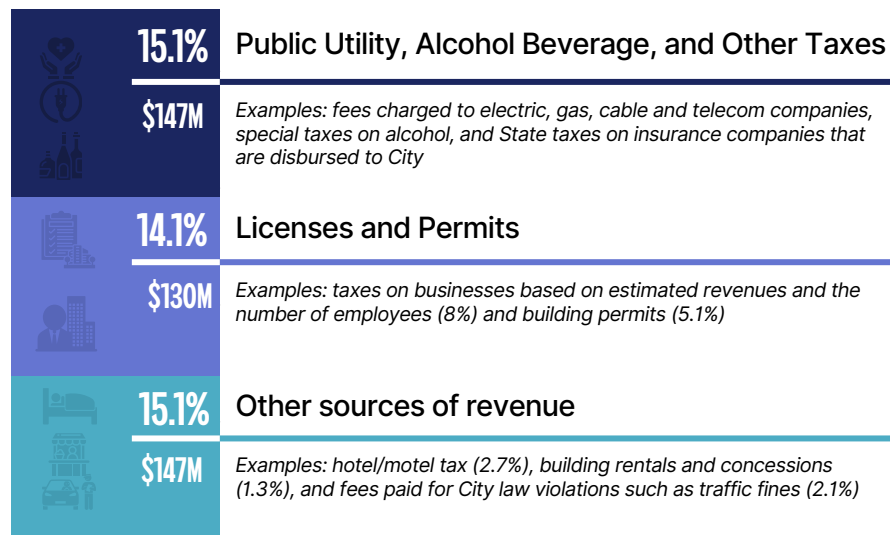 15.1%
Public Utility, Alcohol Beverage, and Other Taxes
$147M
Examples: fees charged to electric, gas, cable and telecom companies,
special taxes on alcohol, and State taxes on insurance companies that
are disbursed to City
14.1%
Licenses and Permits
$130M
Examples: taxes on businesses based on estimated revenues and the
number of employees (8%) and building permits (5.1%)
15.1%
Other sources of revenue
$147M
Examples: hotel/motel tax (2.7%), building rentals and concessions
(1.3%), and fees paid for City law violations such as traffic fines (2.1%)